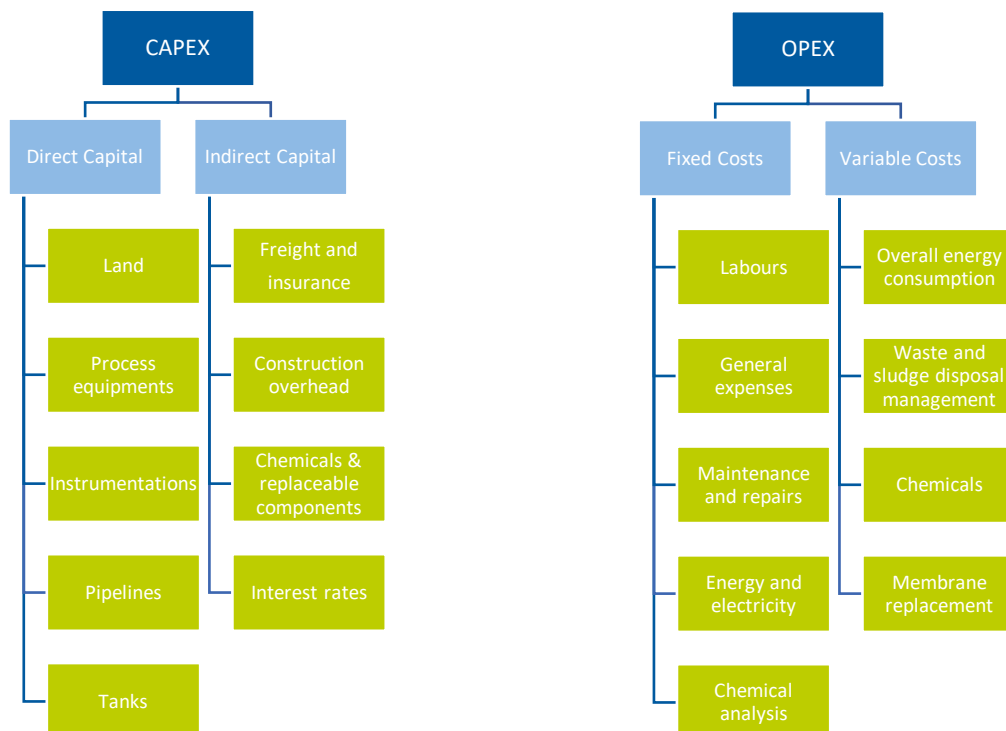 CAPEX
Direct Capital
Indirect Capital
Land
Process
equipments
Instrumentations
Pipelines
Tanks
Freight and
insurance
Construction
overhead
Chemicals &
replaceable
components
Interest rates
OPEX
Fixed Costs
Variable Costs
Labours
General
expenses
Maintenance
and repairs
Energy and
electricity
Chemical
analysis
Overall energy
consumption
Waste and
sludge disposal
management
Chemicals
Membrane
replacement